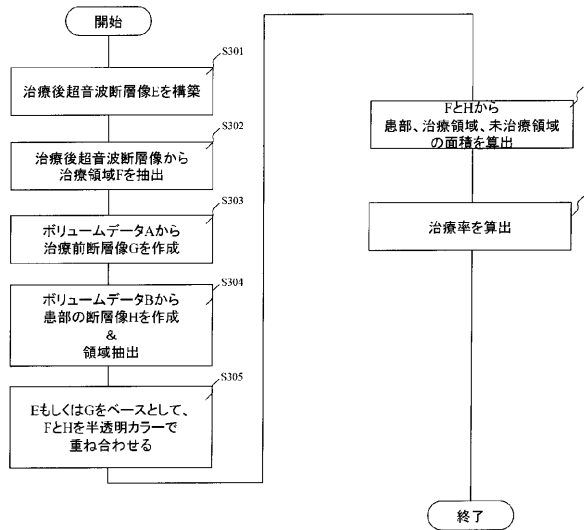 開始
S301
治療後超音波断層像Eを構築
S302
治療後超音波断層像から
治療領域Fを抽出
S303
ボリュームデータAから
治療前断層像Gを作成
S304
ボリュームデータBから
患部の断層像Hを作成
&
領域抽出
S305
EもしくはGをベースとして、
FとHを半透明カラーで
重ね合わせる
FとHから
患部、治療領域、未治療領域
の面積を算出
治療率を算出
終了